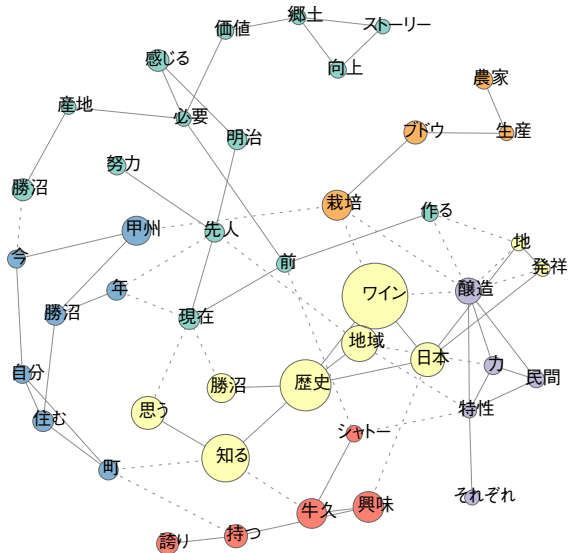 郷土
価値
ストーリー
感じる
向上
農家
産地
必要
明治
ブドウ
生産
努力
勝沼
栽培
作る
甲州
先人
地
今
前
発祥
年
醸造
ワイン
勝沼
現在
地域
日本
力
自分
勝沼
歴史
民間
住む
思う
特性
シャトー
知る
町
それぞれ
牛久
興味
持つ
誇り